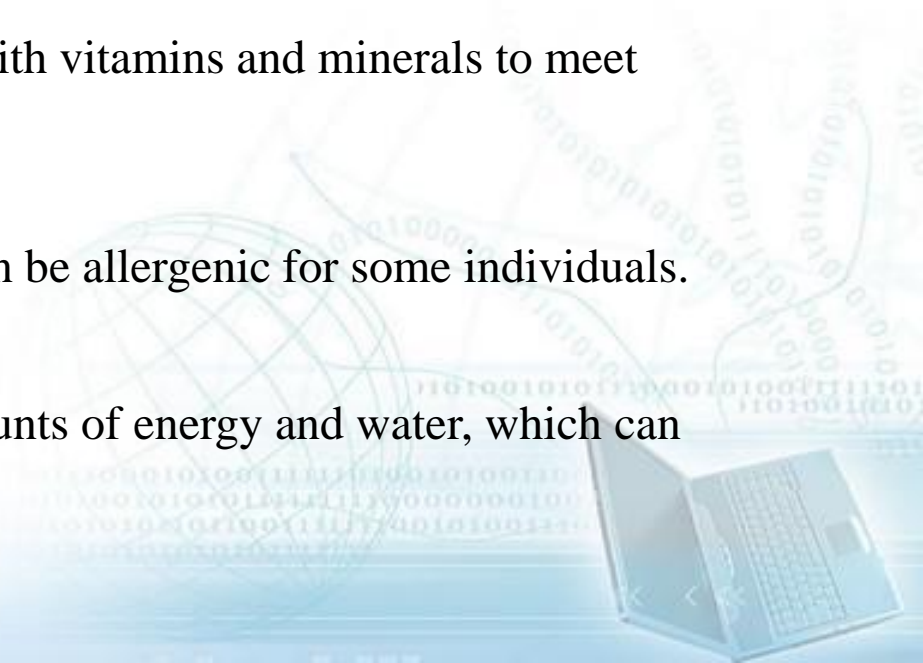 ith vitamins and minerals to meet
n be allergenic for some individuals.
unts of energy and water, which can